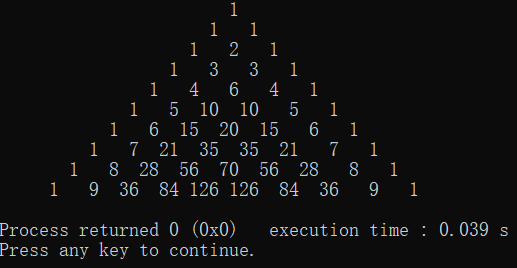 1
1 1
1 2 1
1 3 3 1
1 4 6 4 1
1 5 10 10 5 1
1 6 15 20 15 6 1
1 7 21 35 35 21 7 1
1 8 28 56 70 56 28 8 1
1 9 36 84 126 126 84 36 9 1
Process returned 0 (0x0) execution time : 0.039 s
Press any key to continue.